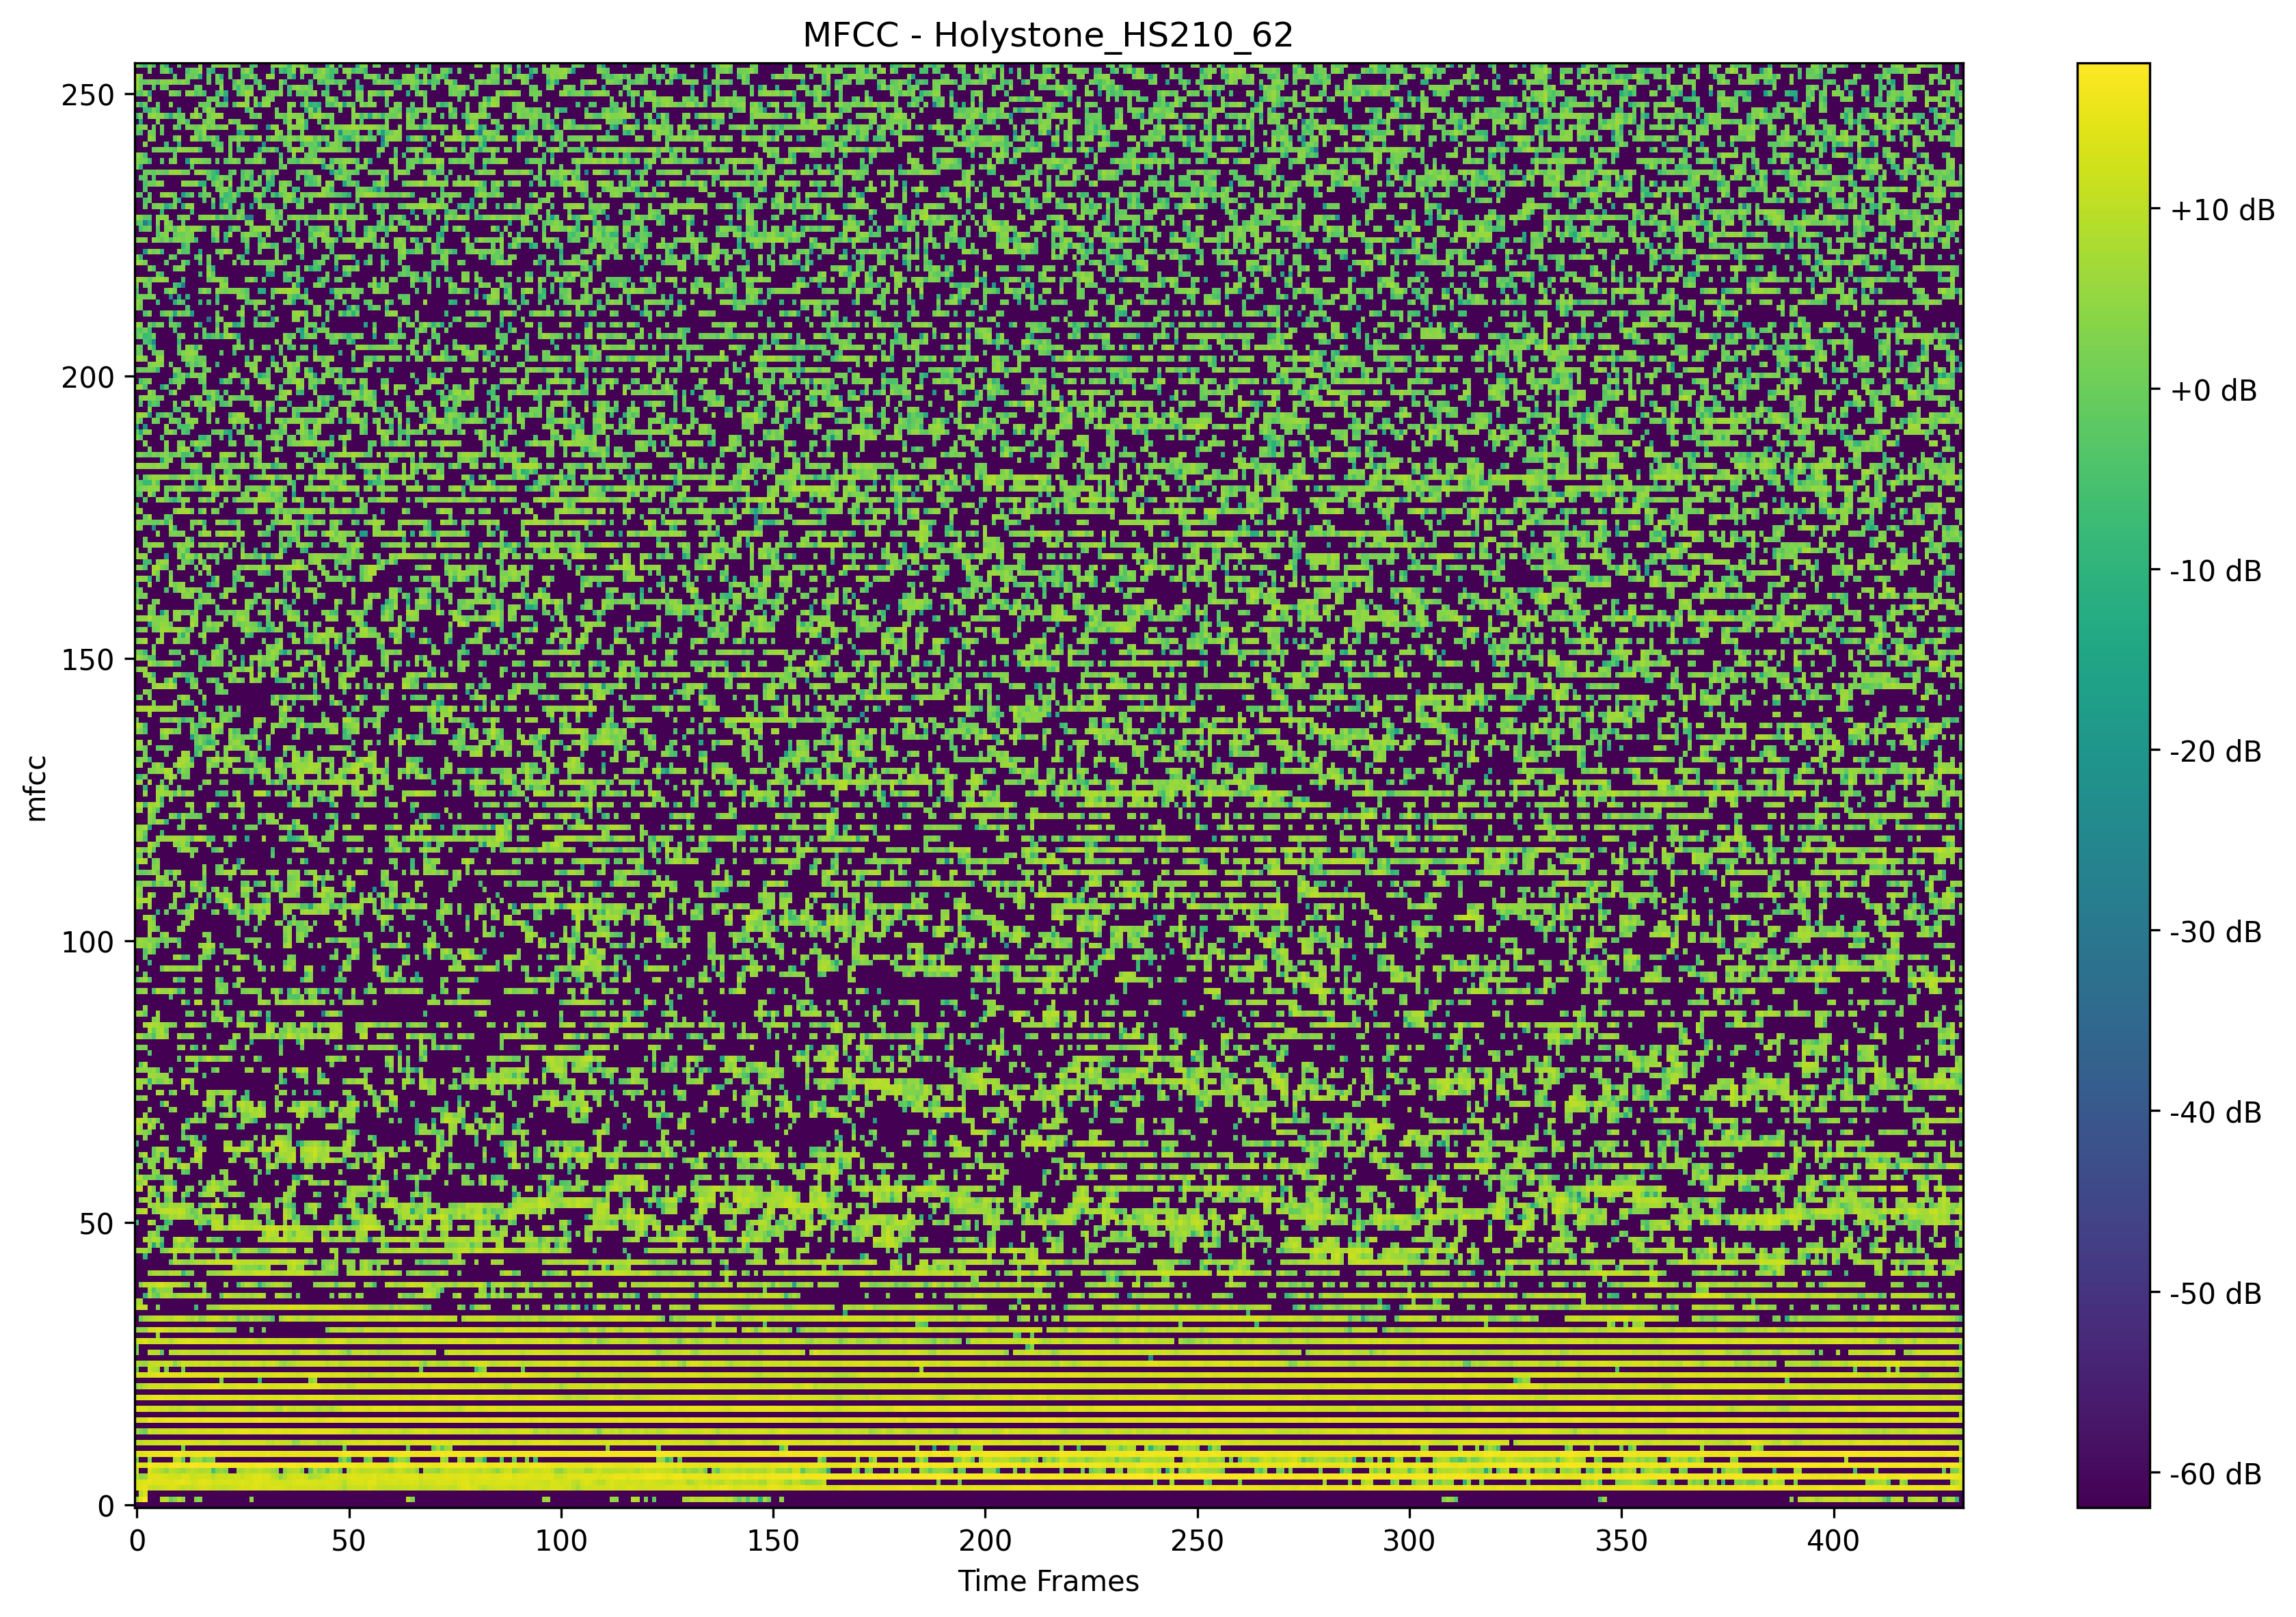 MFCC - Holystone_HS210_62
250
200
150
100
50
0
mfcc
0 50 100 150 200 250 300 350 400
Time Frames
+10 dB
+0 dB
-10 dB
-20 dB
-30 dB
-40 dB
-50 dB
-60 dB